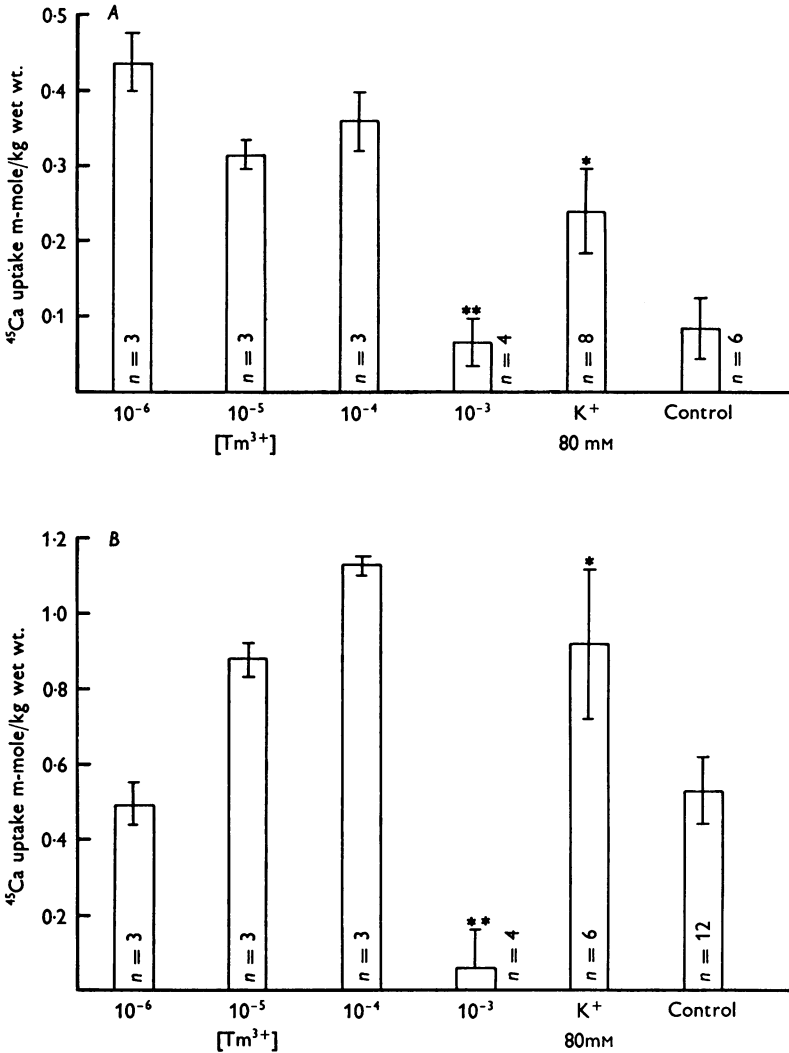 A
0·5
0·4
0·3
0·2
0·1
⁴⁵Ca uptake m-mole/kg wet wt.
* 
**
n = 3
n = 3
n = 3
n = 4
n = 8
n = 6
10⁻⁶ 10⁻⁵ 10⁻⁴ 10⁻³ K⁺ Control
[Tm³⁺] 80 mM
B
1·2
1·0
0·8
0·6
0·4
0·2
⁴⁵Ca uptake m-mole/kg wet wt.
*
**
n = 3
n = 3
n = 3
n = 4
n = 6
n = 12
10⁻⁶ 10⁻⁵ 10⁻⁴ 10⁻³ K⁺ Control
[Tm³⁺] 80mM